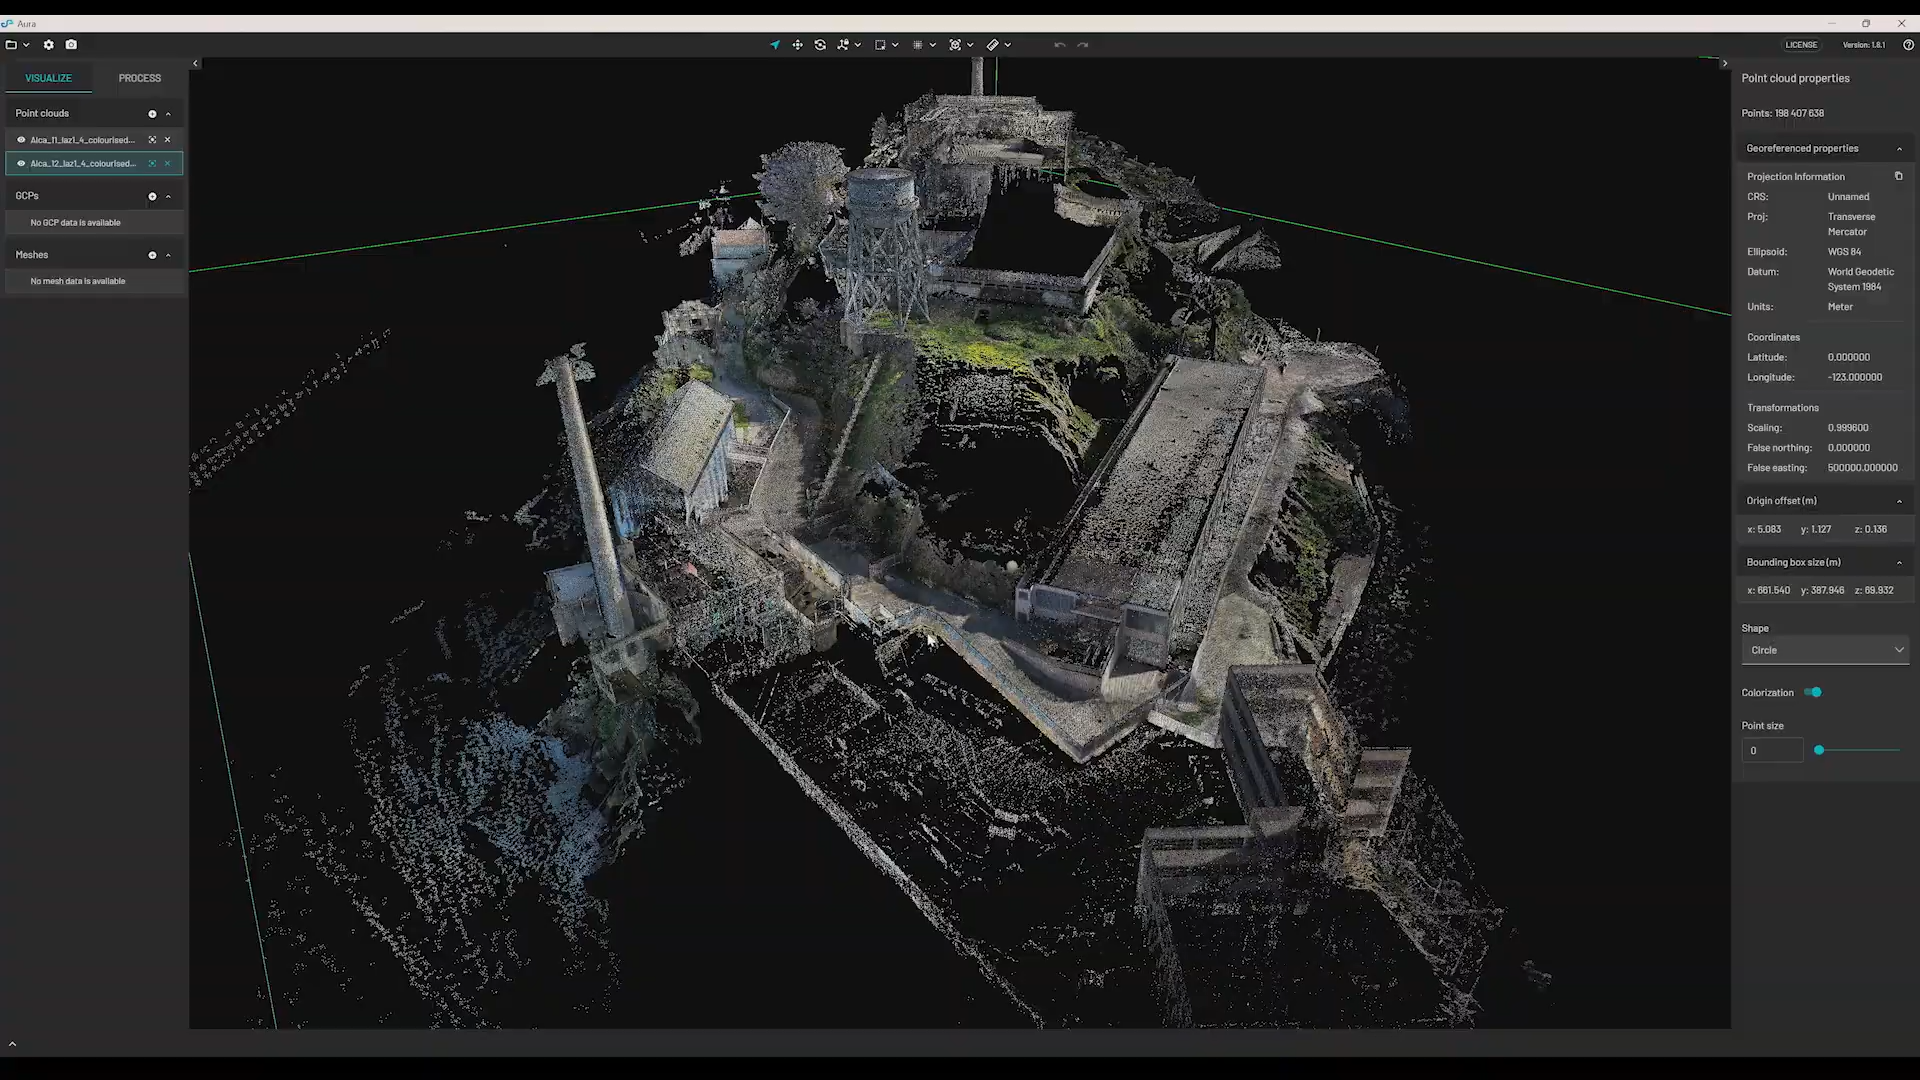 Aura
LICENSE
Version: 1.6.1
VISUALIZE
PROCESS
Point clouds
Alca_11_laz1_4_colourised...
Alca_12_laz1_4_colourised...
GCPs
No GCP data is available
Meshes
No mesh data is available
Point cloud properties
Points: 198 407 638
Georeferenced properties
Projection Information
CRS: Unnamed
Proj: Transverse
Mercator
Ellipsoid: WGS 84
Datum: World Geodetic
System 1984
Units: Meter
Coordinates
Latitude: 0.000000
Longitude: -123.000000
Transformations
Scaling: 0.999600
False northing: 0.000000
False easting: 500000.000000
Origin offset (m)
x: 5.083 y: 1.127 z: 0.136
Bounding box size (m)
x: 661.540 y: 387.946 z: 69.932
Shape
Circle
Colorization
Point size
0